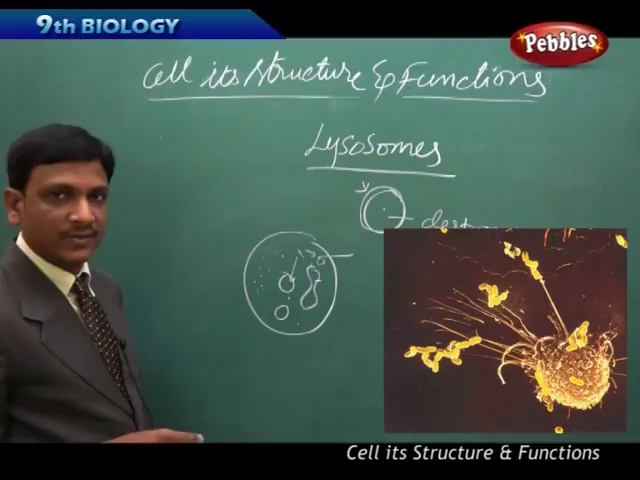 9th BIOLOGY
Pebbles
Cell its Structure & Functions
Lysosomes
Cell its Structure & Functions